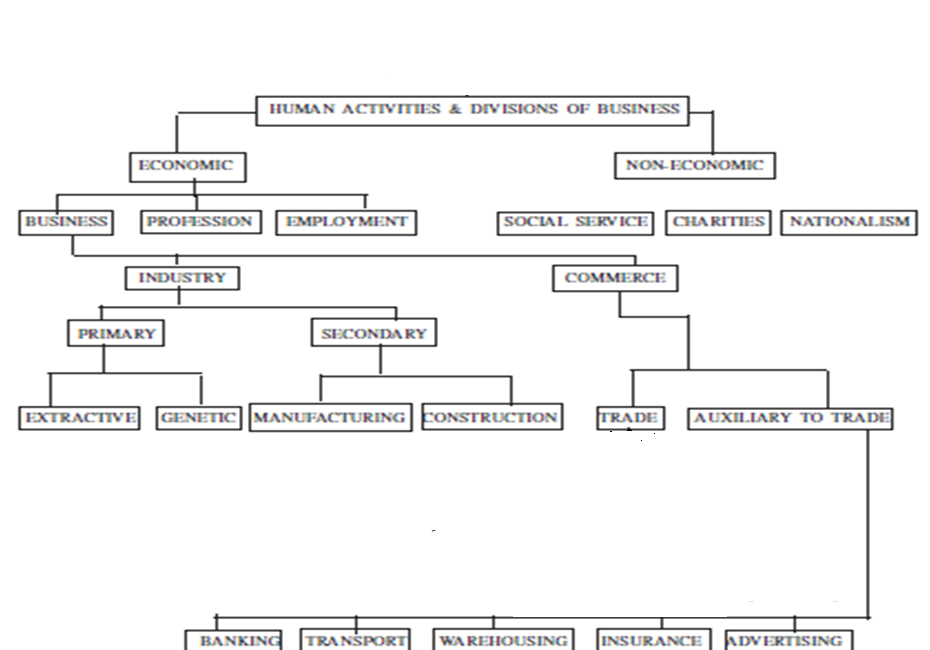 HUMAN ACTIVITIES & DIVISIONS OF BUSINESS
ECONOMIC
NON-ECONOMIC
BUSINESS
PROFESSION
EMPLOYMENT
SOCIAL SERVICE
CHARITIES
NATIONALISM
INDUSTRY
COMMERCE
PRIMARY
SECONDARY
EXTRACTIVE
GENETIC
MANUFACTURING
CONSTRUCTION
TRADE
AUXILIARY TO TRADE
BANKING
TRANSPORT
WAREHOUSING
INSURANCE
ADVERTISING